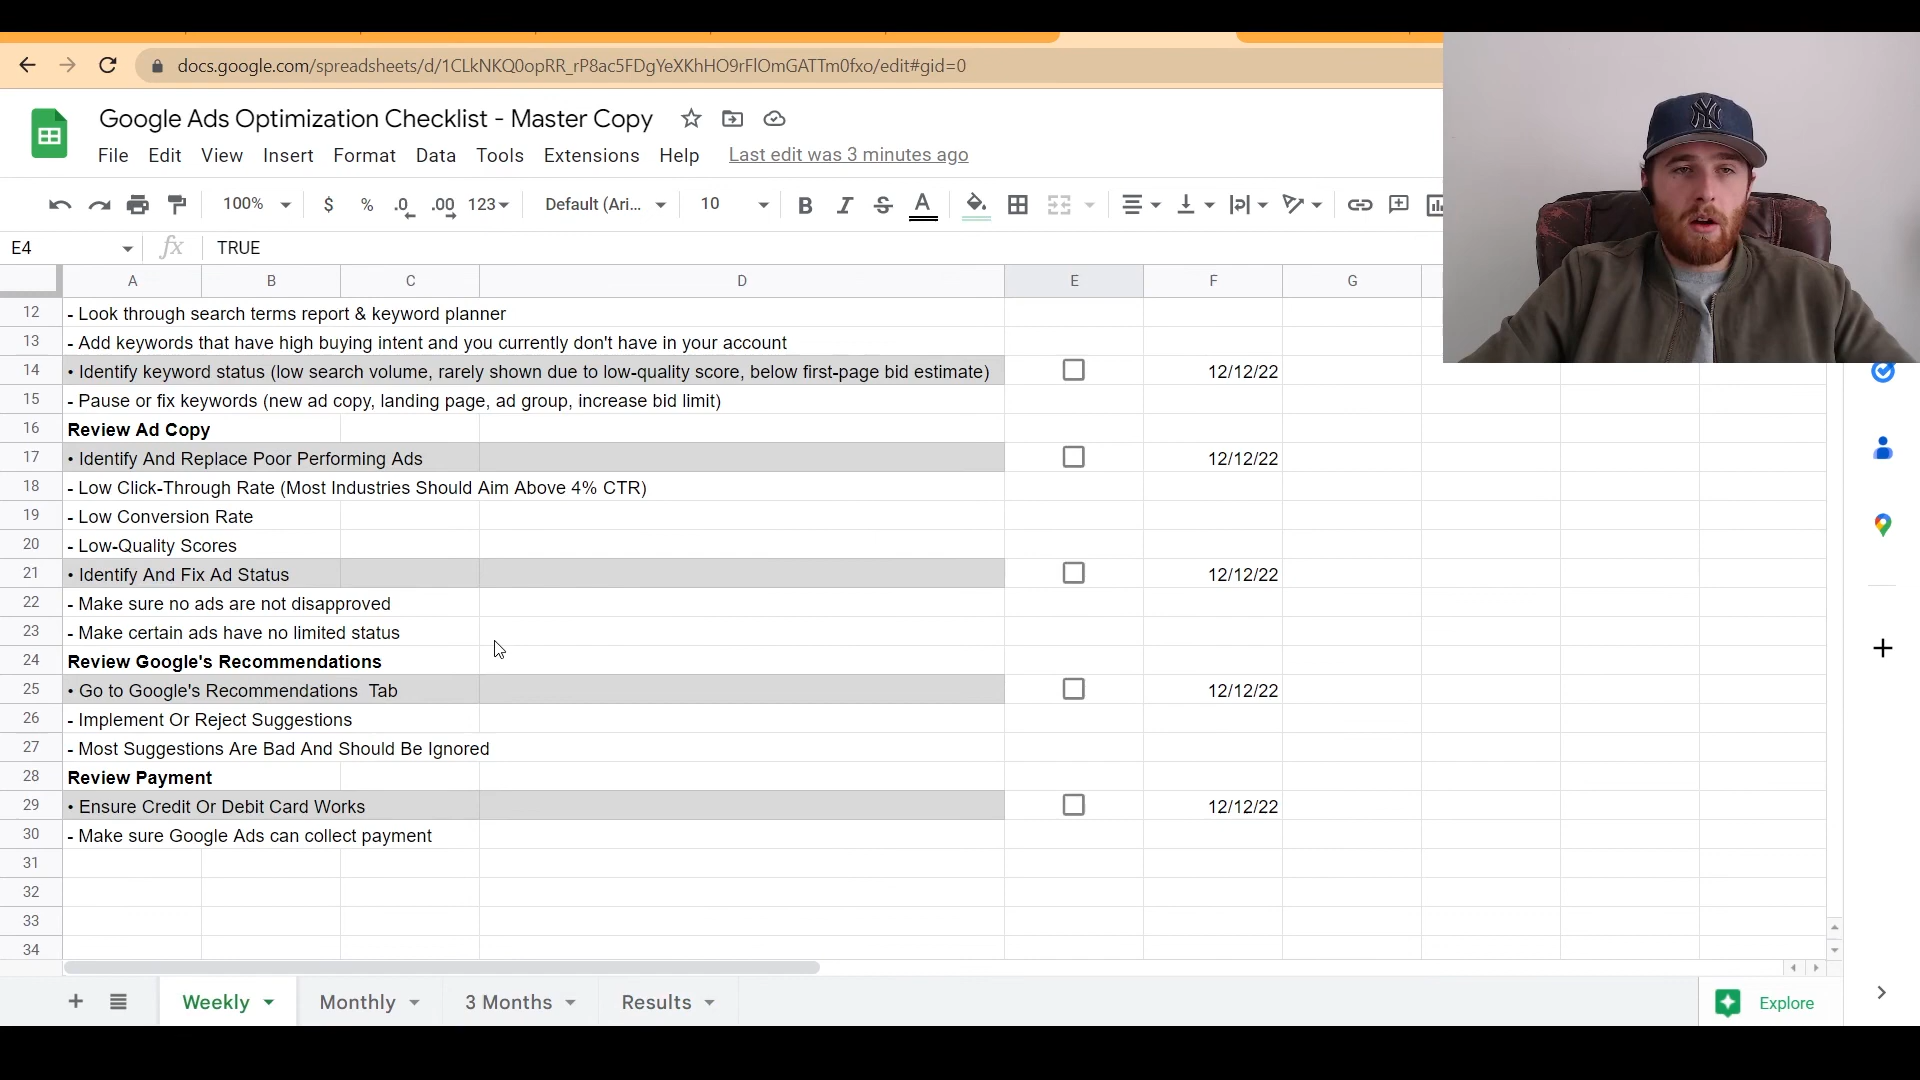 docs.google.com/spreadsheets/d/1CLkNKQ0opRR_rP8ac5FDgYeXKhHO9rFlOmGATTm0fxo/edit#gid=0
Google Ads Optimization Checklist - Master Copy
File Edit View Insert Format Data Tools Extensions Help Last edit was 3 minutes ago
100% $ % .0 .00 123 Default (Ari... 10 B I S A
E4 fx TRUE
A B C D E F G
12 - Look through search terms report & keyword planner
13 - Add keywords that have high buying intent and you currently don't have in your account
14 • Identify keyword status (low search volume, rarely shown due to low-quality score, below first-page bid estimate) 12/12/22
15 - Pause or fix keywords (new ad copy, landing page, ad group, increase bid limit)
16 Review Ad Copy
17 • Identify And Replace Poor Performing Ads 12/12/22
18 - Low Click-Through Rate (Most Industries Should Aim Above 4% CTR)
19 - Low Conversion Rate
20 - Low-Quality Scores
21 • Identify And Fix Ad Status 12/12/22
22 - Make sure no ads are not disapproved
23 - Make certain ads have no limited status
24 Review Google's Recommendations
25 • Go to Google's Recommendations Tab 12/12/22
26 - Implement Or Reject Suggestions
27 - Most Suggestions Are Bad And Should Be Ignored
28 Review Payment
29 • Ensure Credit Or Debit Card Works 12/12/22
30 - Make sure Google Ads can collect payment
31
32
33
34
Weekly Monthly 3 Months Results Explore